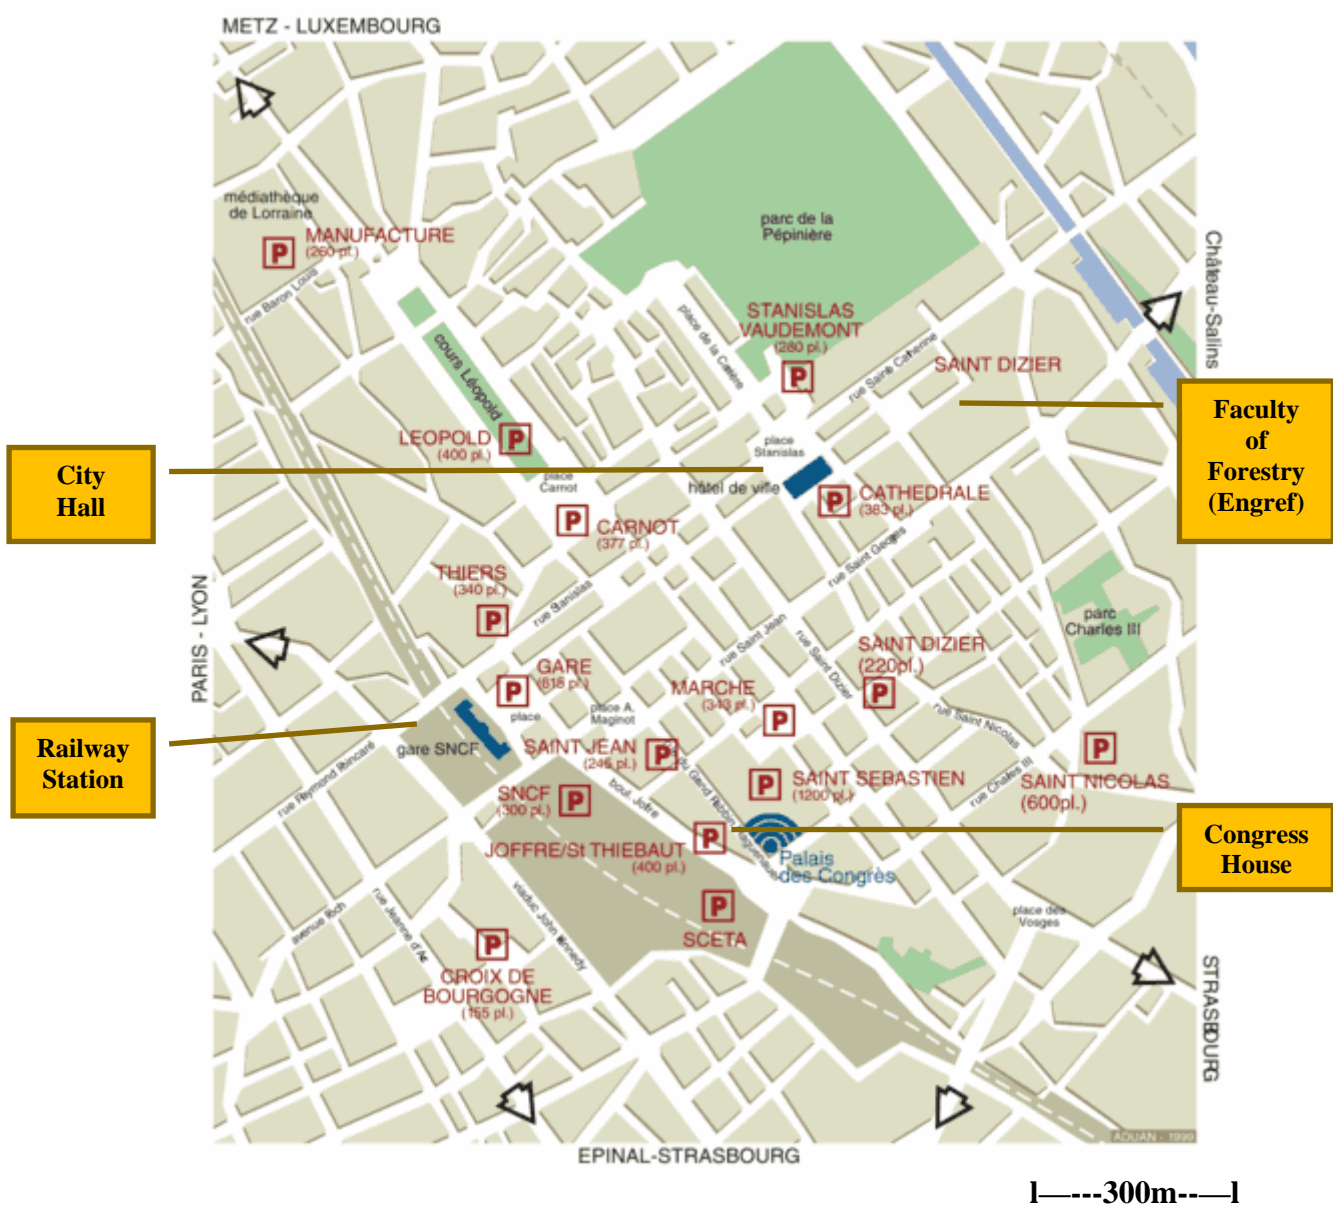 METZ - LUXEMBOURG
médiathèque
de Lorraine
P
MANUFACTURE
(260 pl.)
rue Baron Louis
parc de la
Pépinière
Château-Salins
cours Léopold
place de la Carière
STANISLAS
VAUDEMONT
(280 pl.)
P
rue Sainte Catherine
SAINT DIZIER
Faculty
of
Forestry
(Engref)
LEOPOLD
(400 pl.)
P
City
Hall
place
Stanislas
place
Carnot
hôtel de ville
P
CATHEDRALE
(383 pl.)
P
CARNOT
(377 pl.)
rue Saint Georges
THIERS
(340 pl.)
P
rue Stanislas
PARIS - LYON
parc
Charles III
rue Saint Jean
rue Saint Dizier
SAINT DIZIER
(220pl.)
P
GARE
(618 pl.)
P
place
place A.
Maginot
MARCHE
(343 pl.)
P
rue Saint Nicolas
Railway
Station
gare SNCF
SAINT JEAN
(246 pl.)
P
P
SAINT NICOLAS
(600pl.)
rue Charles III
rue Raymond Poincaré
SNCF
(300 pl.)
P
boul. Jofre
P
SAINT SEBASTIEN
(1200 pl.)
JOFFRE/St THIEBAUT
(400 pl.)
P
Palais
des Congrès
Congress
House
avenue Foch
rue Jeanne d'Arc
viaduc John Kennedy
P
SCETA
place des
Vosges
P
CROIX DE
BOURGOGNE
(155 pl.)
STRASBOURG
ADUAN - 1999
EPINAL-STRASBOURG
l—---300m--—l